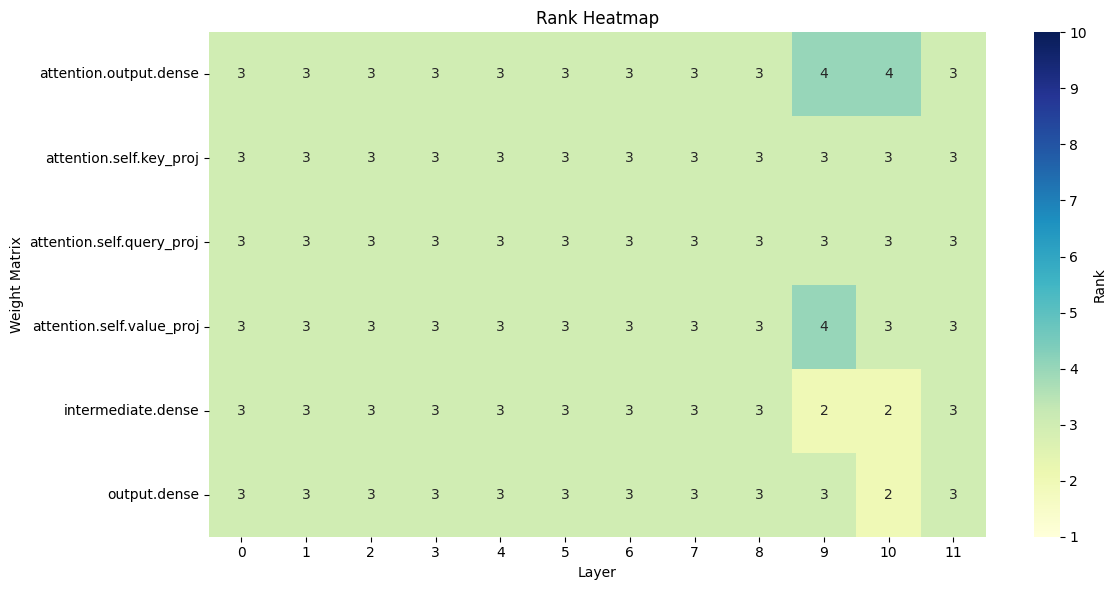 Rank Heatmap
Weight Matrix
attention.output.dense 3 3 3 3 3 3 3 3 3 4 4 3
attention.self.key_proj 3 3 3 3 3 3 3 3 3 3 3 3
attention.self.query_proj 3 3 3 3 3 3 3 3 3 3 3 3
attention.self.value_proj 3 3 3 3 3 3 3 3 3 4 3 3
intermediate.dense 3 3 3 3 3 3 3 3 3 2 2 3
output.dense 3 3 3 3 3 3 3 3 3 3 2 3
0 1 2 3 4 5 6 7 8 9 10 11
Layer
10
9
8
7
6
5
4
3
2
1
Rank